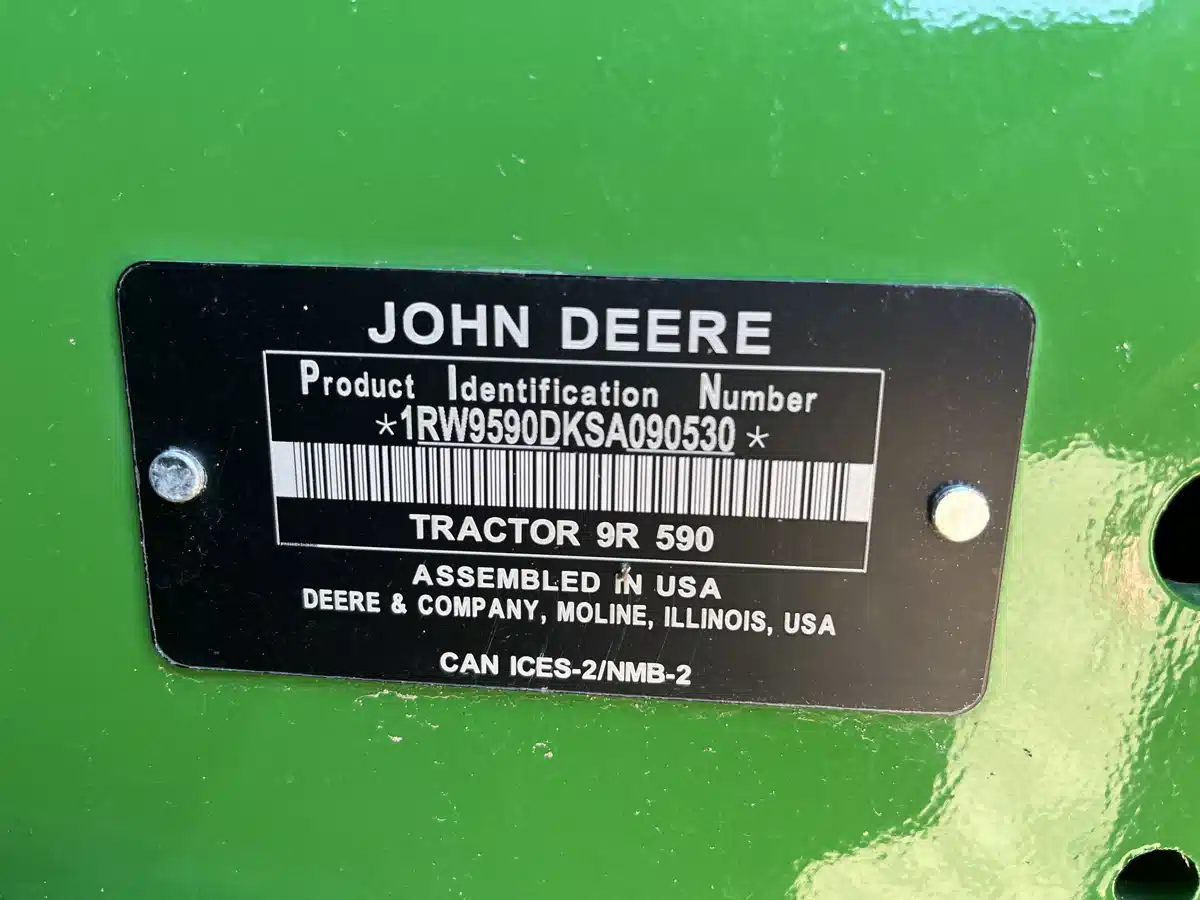 JOHN DEERE
Product Identification Number
*1RW9590DKSA090530*
TRACTOR 9R 590
ASSEMBLED IN USA
DEERE & COMPANY, MOLINE, ILLINOIS, USA
CAN ICES-2/NMB-2